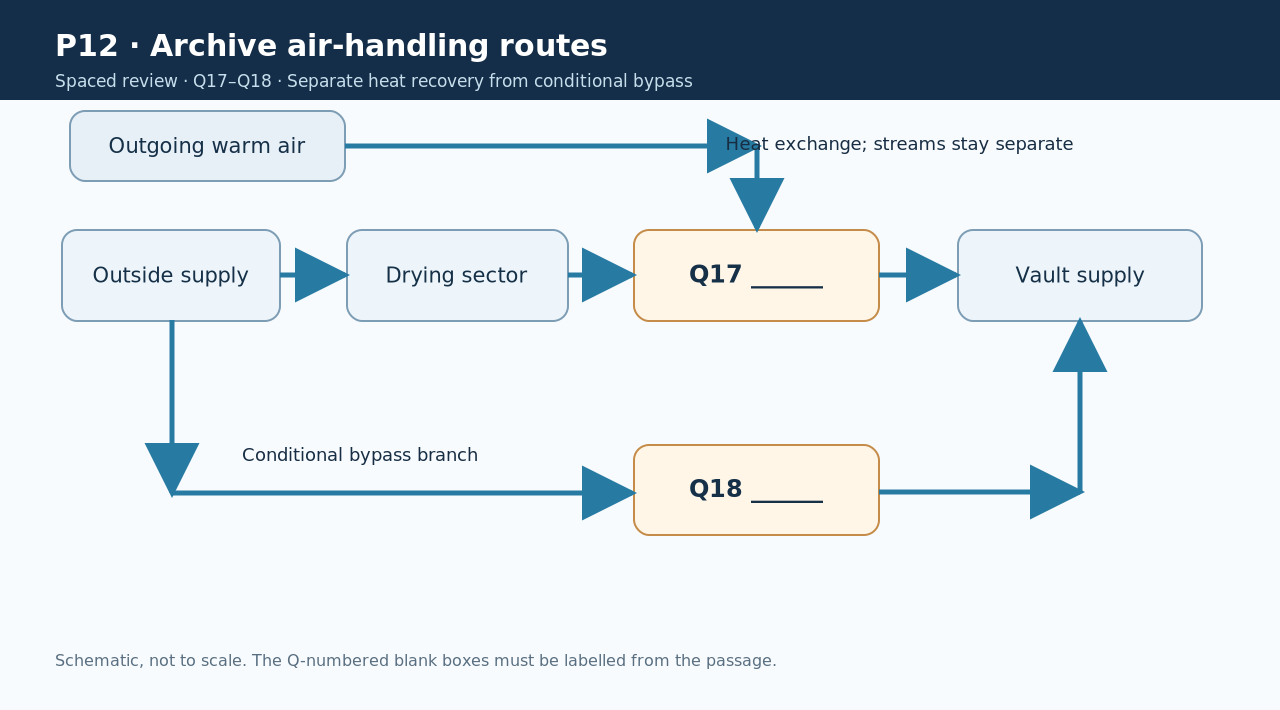 P12 · Archive air-handling routes
Spaced review · Q17–Q18 · Separate heat recovery from conditional bypass
Outgoing warm air
Heat exchange; streams stay separate
Outside supply
Drying sector
Q17 ______
Vault supply
Conditional bypass branch
Q18 ______
Schematic, not to scale. The Q-numbered blank boxes must be labelled from the passage.